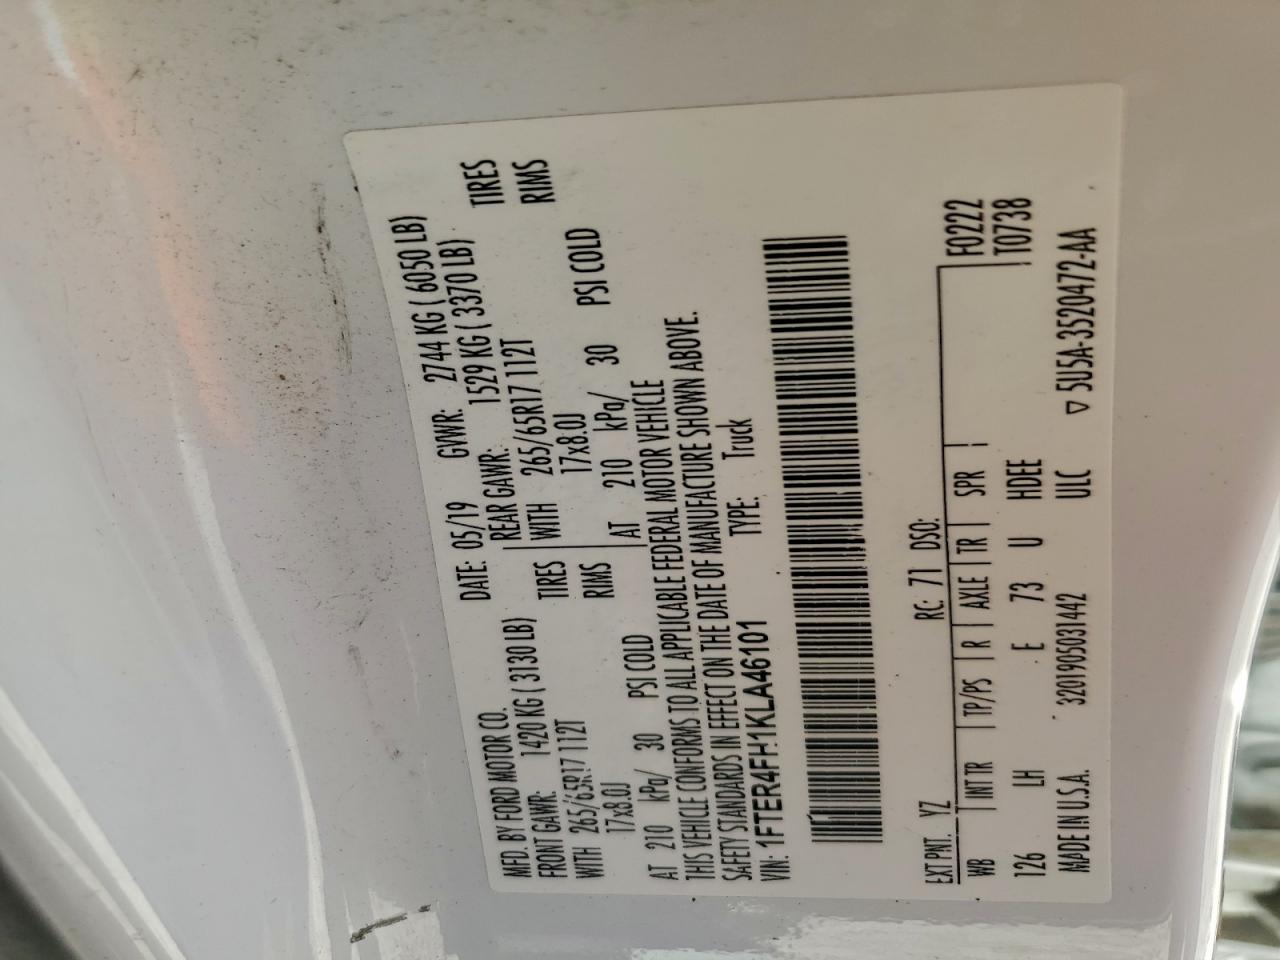 MFD. BY FORD MOTOR CO. DATE: 05/19 GVWR: 2744 KG ( 6050 LB)
FRONT GAWR: 1420 KG ( 3130 LB) REAR GAWR: 1529 KG ( 3370 LB)
WITH 265/65R17 112T TIRES WITH 265/65R17 112T TIRES
17x8.0J RIMS 17x8.0J RIMS
AT 210 kPa/ 30 PSI COLD AT 210 kPa/ 30 PSI COLD
THIS VEHICLE CONFORMS TO ALL APPLICABLE FEDERAL MOTOR VEHICLE
SAFETY STANDARDS IN EFFECT ON THE DATE OF MANUFACTURE SHOWN ABOVE.
VIN: 1FTER4FH1KLA46101 TYPE: Truck
EXT PNT: YZ RC: 71 DSO: F0222
WB INT TR TP/PS R AXLE TR SPR T0738
126 LH E 73 U HDEE
MADE IN U.S.A. 3201905031442 ULC ▽ 5U5A-3520472-AA